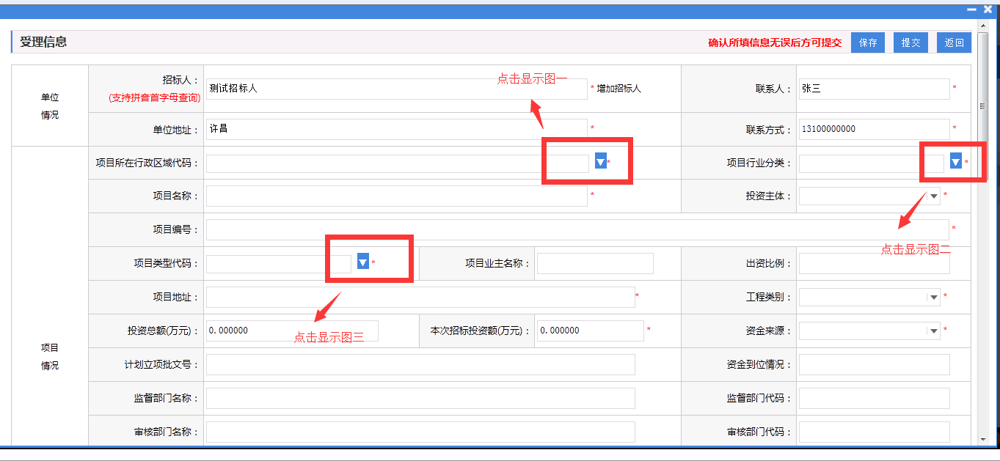 受理信息
确认所填信息无误后方可提交 保存 提交 返回
点击显示图一
单位
情况
招标人：
(支持拼音首字母查询)
测试招标人
* 增加招标人
联系人：
张三
*
单位地址：
许昌
*
联系方式：
13100000000
*
项目所在行政区域代码：
*
项目行业分类：
*
项目名称：
*
投资主体：
*
项目编号：
*
点击显示图二
项目类型代码：
*
项目业主名称：
出资比例：
项目地址：
*
工程类别：
*
投资总额(万元)：
0.000000
点击显示图三
本次招标投资额(万元)：
0.000000
*
资金来源：
*
项目
情况
计划立项批文号：
资金到位情况：
监督部门名称：
监督部门代码：
审核部门名称：
审核部门代码：